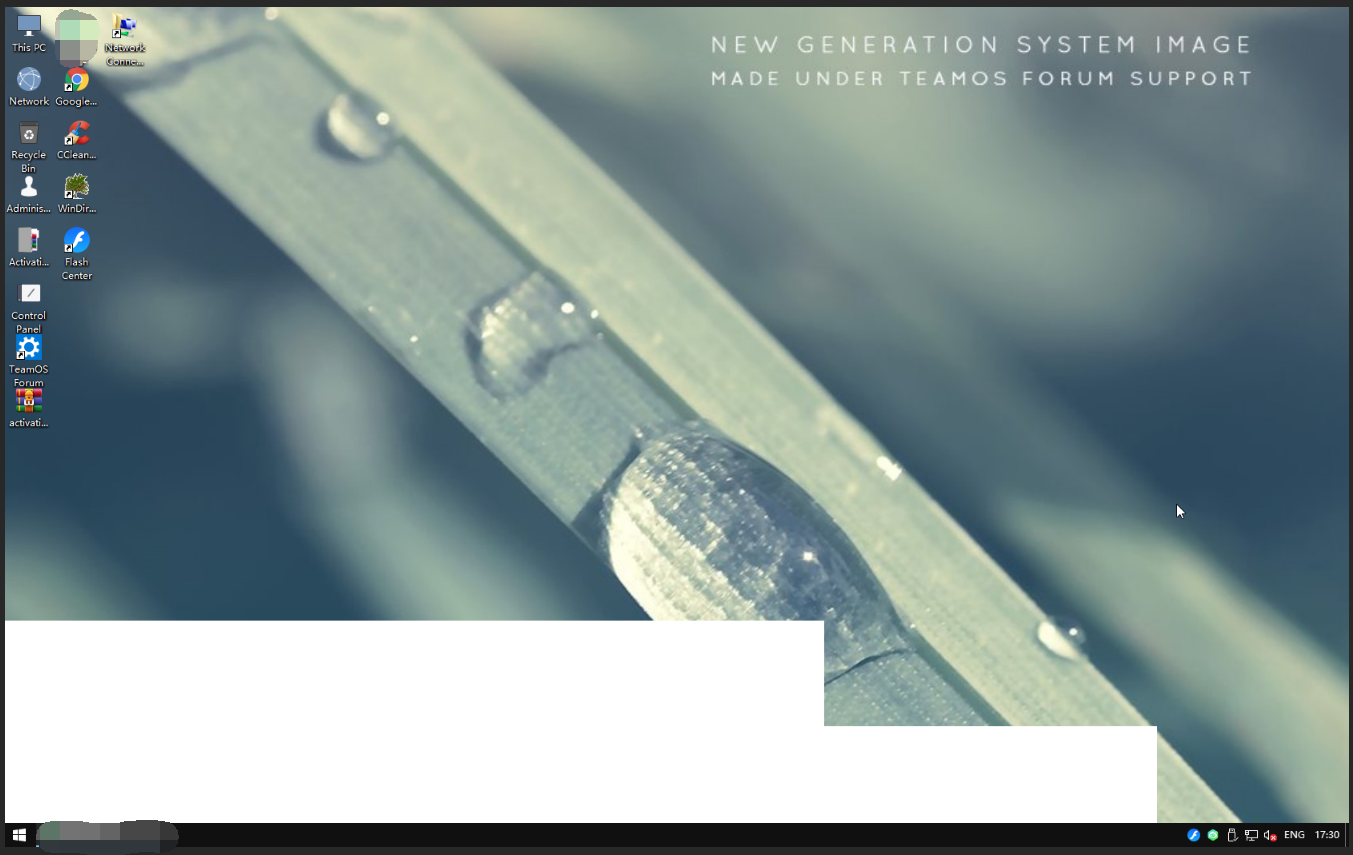 This PC
Network
Conne...
NEW GENERATION SYSTEM IMAGE
MADE UNDER TEAMOS FORUM SUPPORT
Network
Google...
Recycle
Bin
CClean...
Adminis...
WinDir...
Activati...
Flash
Center
Control
Panel
TeamOS
Forum
activati...
ENG
17:30